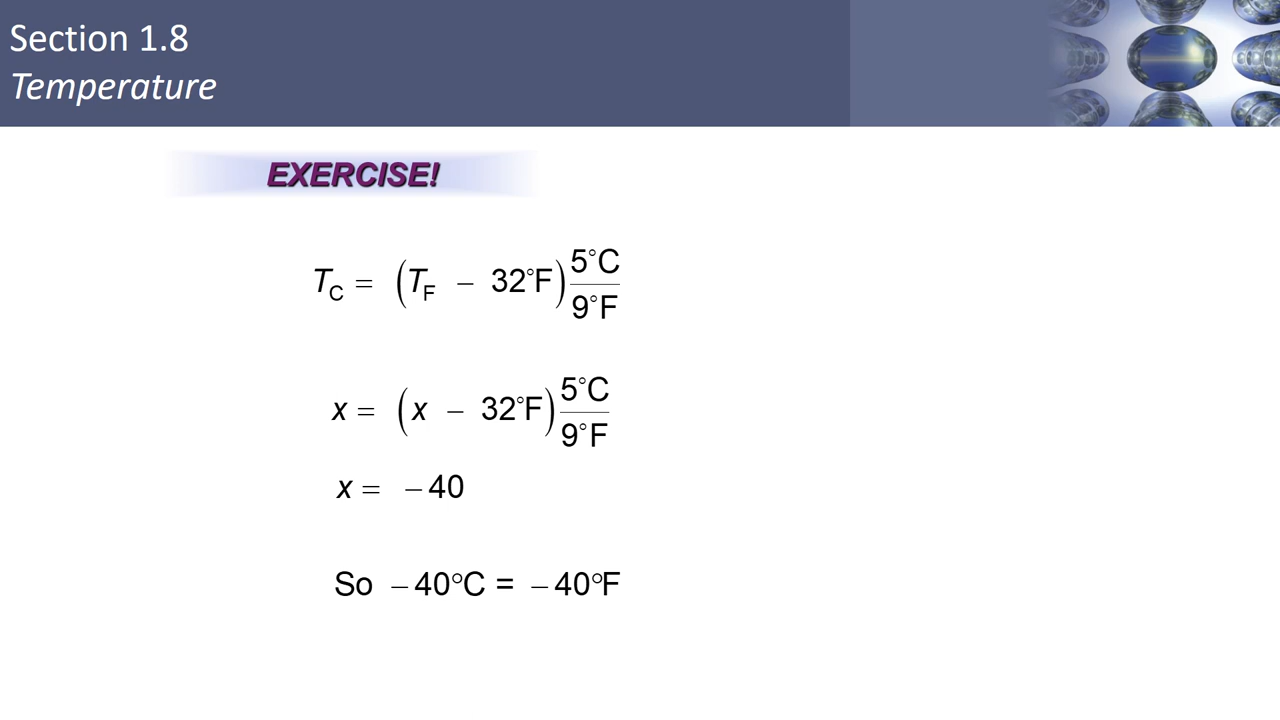 Section 1.8
Temperature
EXERCISE!
T_C = (T_F − 32°F) 5°C / 9°F
x = (x − 32°F) 5°C / 9°F
x = −40
So −40°C = −40°F